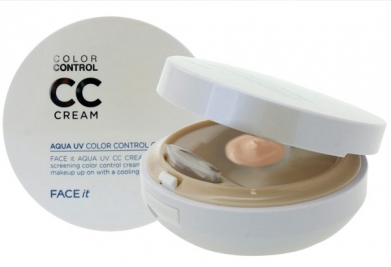 COLOR
CONTROL
CC
CREAM
AQUA UV COLOR CONTROL
FACE it AQUA UV CC CREA
screening color control cream
makeup up on with a cooling
FACE it